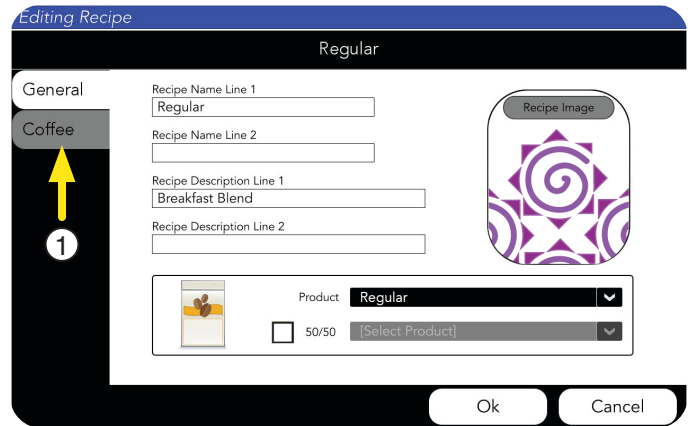 Editing Recipe
Regular
General
Coffee
1
Recipe Name Line 1
Regular
Recipe Name Line 2
Recipe Description Line 1
Breakfast Blend
Recipe Description Line 2
Recipe Image
Product Regular
50/50 [Select Product]
Ok Cancel